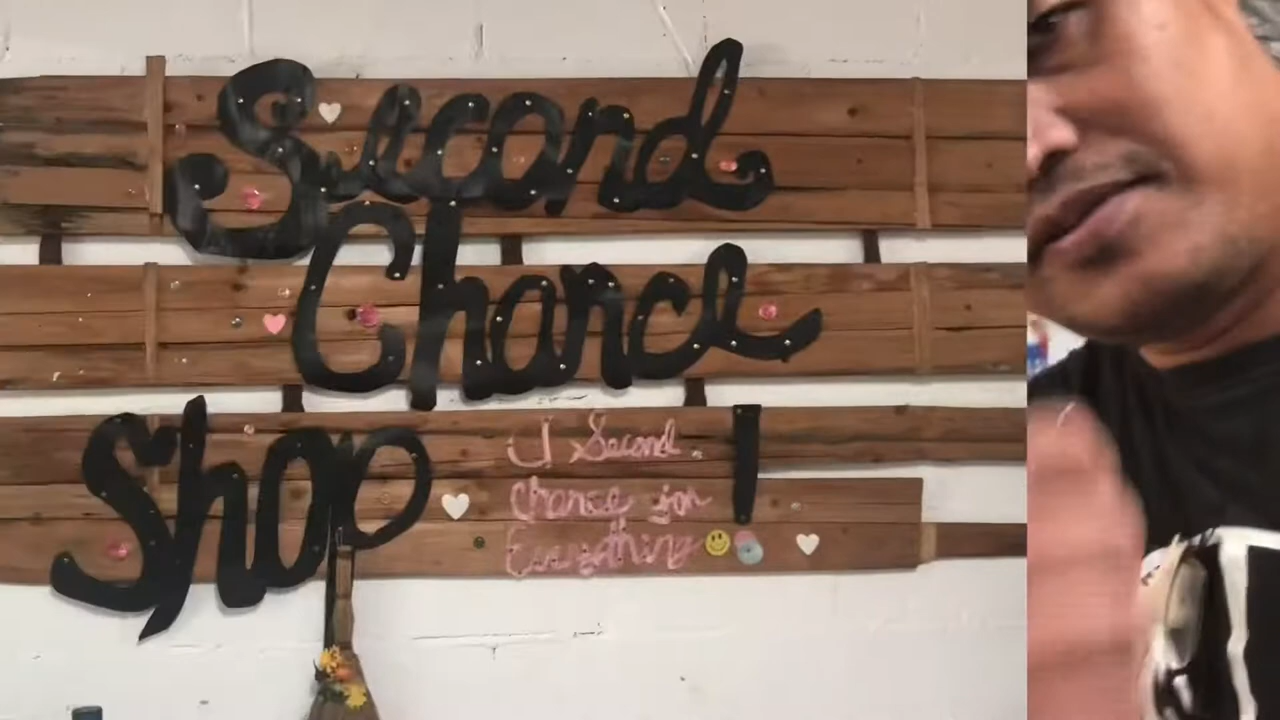 Second
Chance
Shop!
A Second
Chance for
Everything